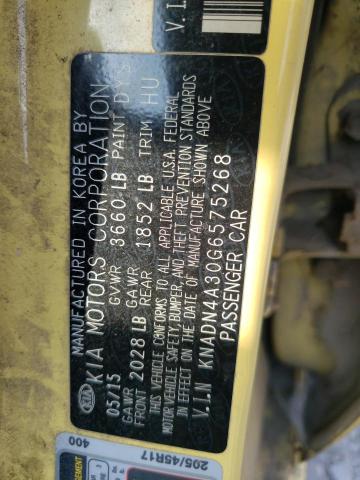 MANUFACTURED IN KOREA BY
KIA MOTORS CORPORATION
05/15 GVWR 3660 LB PAINT DYS
GAWR FRONT 2028 LB GAWR REAR 1852 LB TRIM HU
THIS VEHICLE CONFORMS TO ALL APPLICABLE U.S.A. FEDERAL
MOTOR VEHICLE SAFETY, BUMPER, AND THEFT PREVENTION STANDARDS
IN EFFECT ON THE DATE OF MANUFACTURE SHOWN ABOVE
V.I.N KNADN4A30G6575268
PASSENGER CAR
V.I.
205/45R17
400